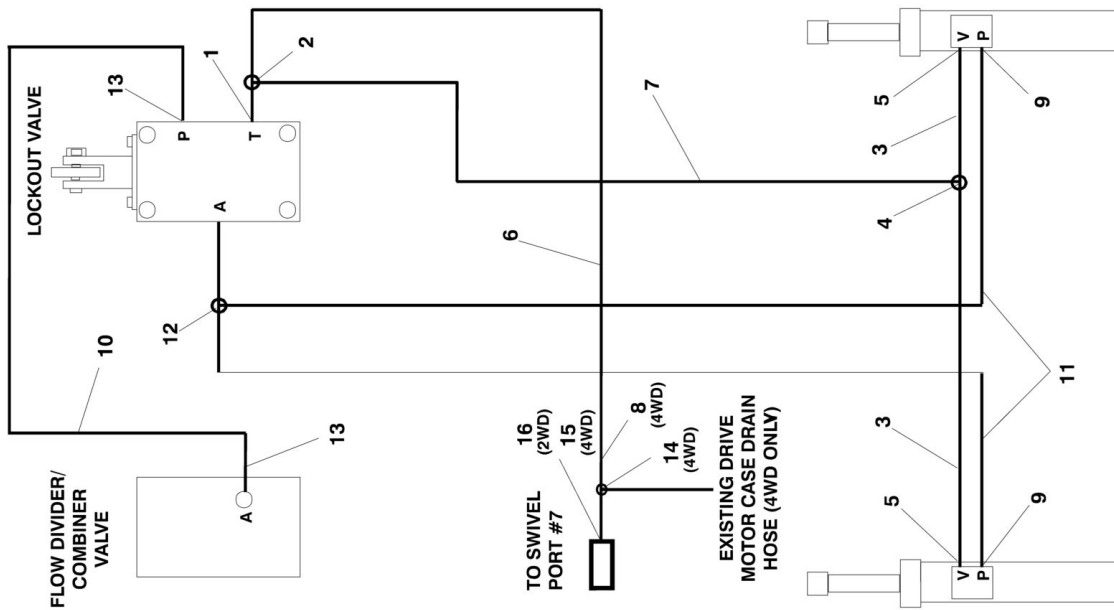 LOCKOUT VALVE
13
P
1
T
2
A
12
10
13
FLOW DIVIDER/
COMBINER
VALVE
A
7
6
16
(2WD)
15
(4WD)
8
(4WD)
14
(4WD)
TO SWIVEL
PORT #7
EXISTING DRIVE
MOTOR CASE DRAIN
HOSE (4WD ONLY)
V
P
5
9
3
4
11
3
5
9
V
P